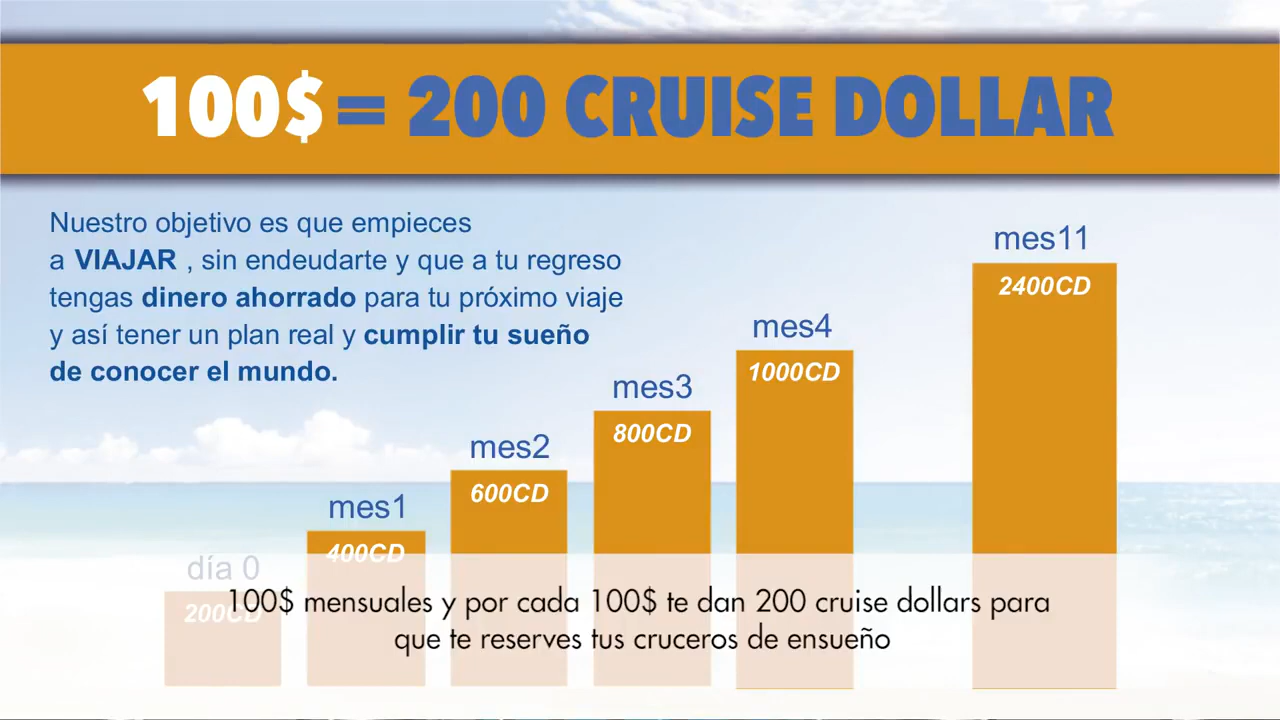 100$ = 200 CRUISE DOLLAR
Nuestro objetivo es que empieces
a VIAJAR , sin endeudarte y que a tu regreso
tengas dinero ahorrado para tu próximo viaje
y así tener un plan real y cumplir tu sueño
de conocer el mundo.
día 0
200CD
mes1
400CD
mes2
600CD
mes3
800CD
mes4
1000CD
mes11
2400CD
100$ mensuales y por cada 100$ te dan 200 cruise dollars para
que te reserves tus cruceros de ensueño